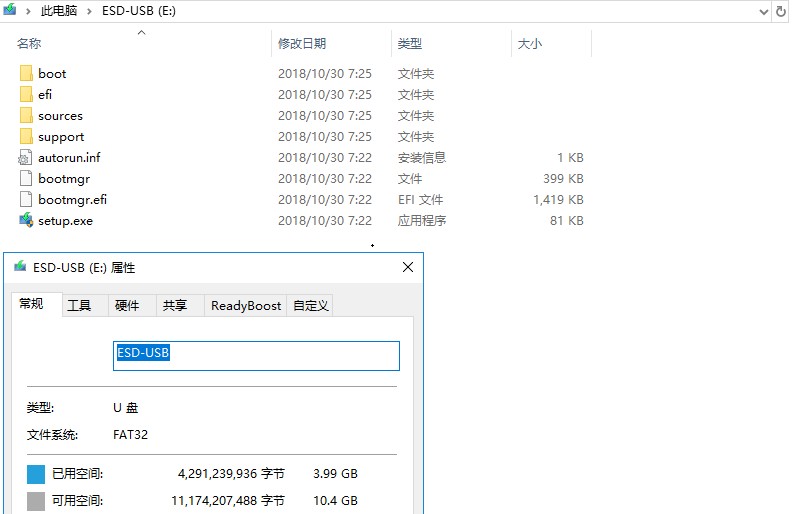 此电脑 ESD-USB (E:)
名称 修改日期 类型 大小
boot 2018/10/30 7:25 文件夹
efi 2018/10/30 7:25 文件夹
sources 2018/10/30 7:25 文件夹
support 2018/10/30 7:25 文件夹
autorun.inf 2018/10/30 7:22 安装信息 1 KB
bootmgr 2018/10/30 7:22 文件 399 KB
bootmgr.efi 2018/10/30 7:22 EFI 文件 1,419 KB
setup.exe 2018/10/30 7:22 应用程序 81 KB
ESD-USB (E:) 属性
常规 工具 硬件 共享 ReadyBoost 自定义
ESD-USB
类型: U 盘
文件系统: FAT32
已用空间: 4,291,239,936 字节 3.99 GB
可用空间: 11,174,207,488 字节 10.4 GB